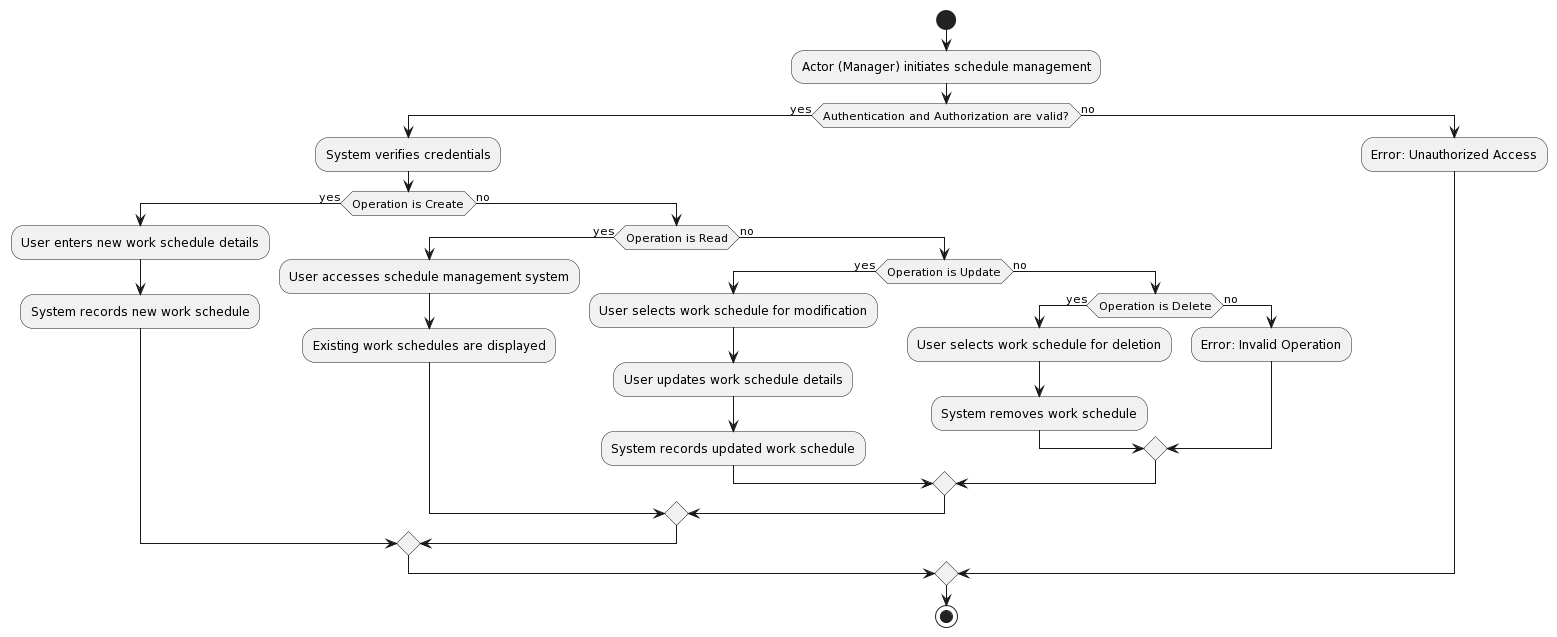 Actor (Manager) initiates schedule management
yes
Authentication and Authorization are valid?
no
System verifies credentials
Error: Unauthorized Access
yes
Operation is Create
no
User enters new work schedule details
yes
Operation is Read
no
System records new work schedule
User accesses schedule management system
yes
Operation is Update
no
Existing work schedules are displayed
User selects work schedule for modification
yes
Operation is Delete
no
User updates work schedule details
User selects work schedule for deletion
Error: Invalid Operation
System records updated work schedule
System removes work schedule